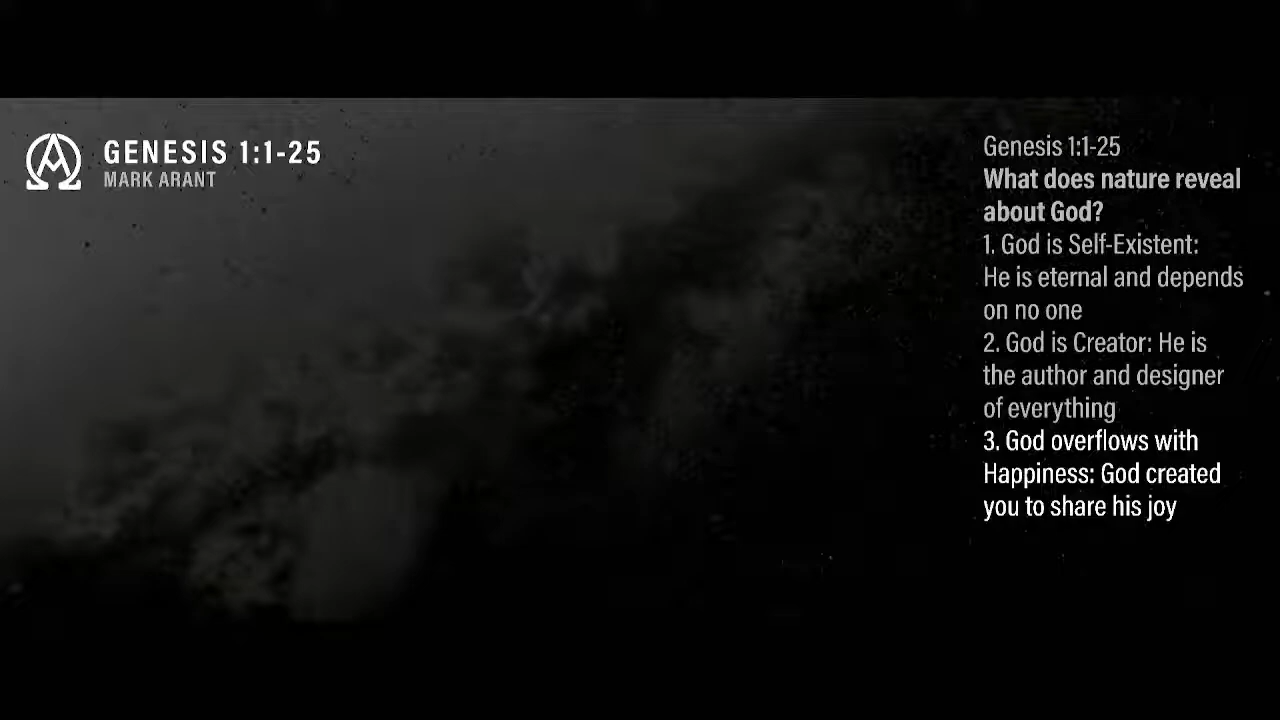 GENESIS 1:1-25
MARK ARANT
Genesis 1:1-25
What does nature reveal
about God?
1. God is Self-Existent:
He is eternal and depends
on no one
2. God is Creator: He is
the author and designer
of everything
3. God overflows with
Happiness: God created
you to share his joy